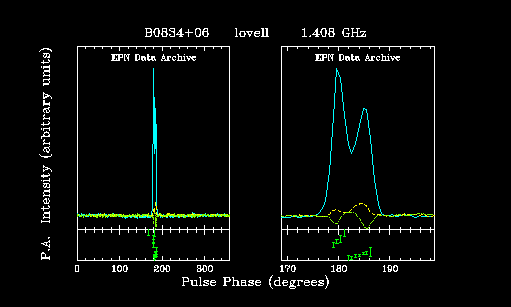 B0834+06 lovell 1.408 GHz
EPN Data Archive EPN Data Archive
P.A. Intensity (arbitrary units)
0 100 200 300 170 180 190
Pulse Phase (degrees)